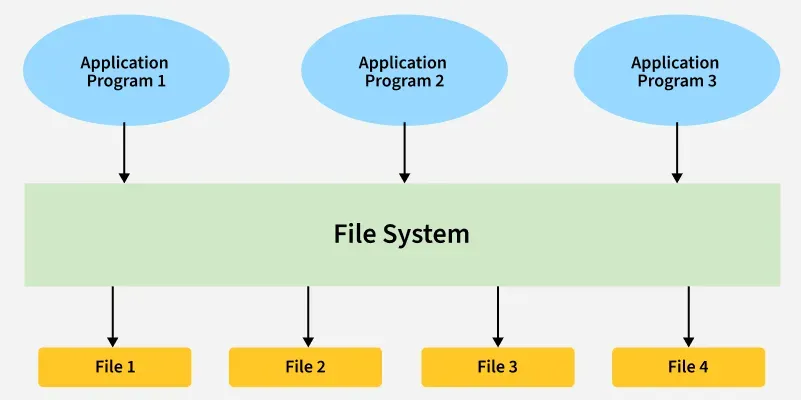 Application
Program 1
Application
Program 2
Application
Program 3
File System
File 1
File 2
File 3
File 4